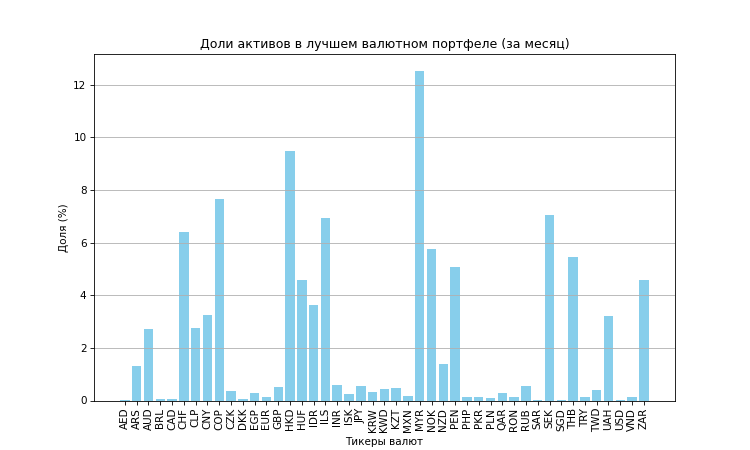 Доли активов в лучшем валютном портфеле (за месяц)
Доля (%)
12
10
8
6
4
2
0
AED ARS AUD BRL CAD CHF CLP CNY COP CZK DKK EGP EUR GBP HKD HUF IDR ILS INR ISK JPY KRW KWD KZT MXN MYR NOK NZD PEN PHP PKR PLN QAR RON RUB SAR SEK SGD THB TRY TWD UAH USD VND ZAR
Тикеры валют